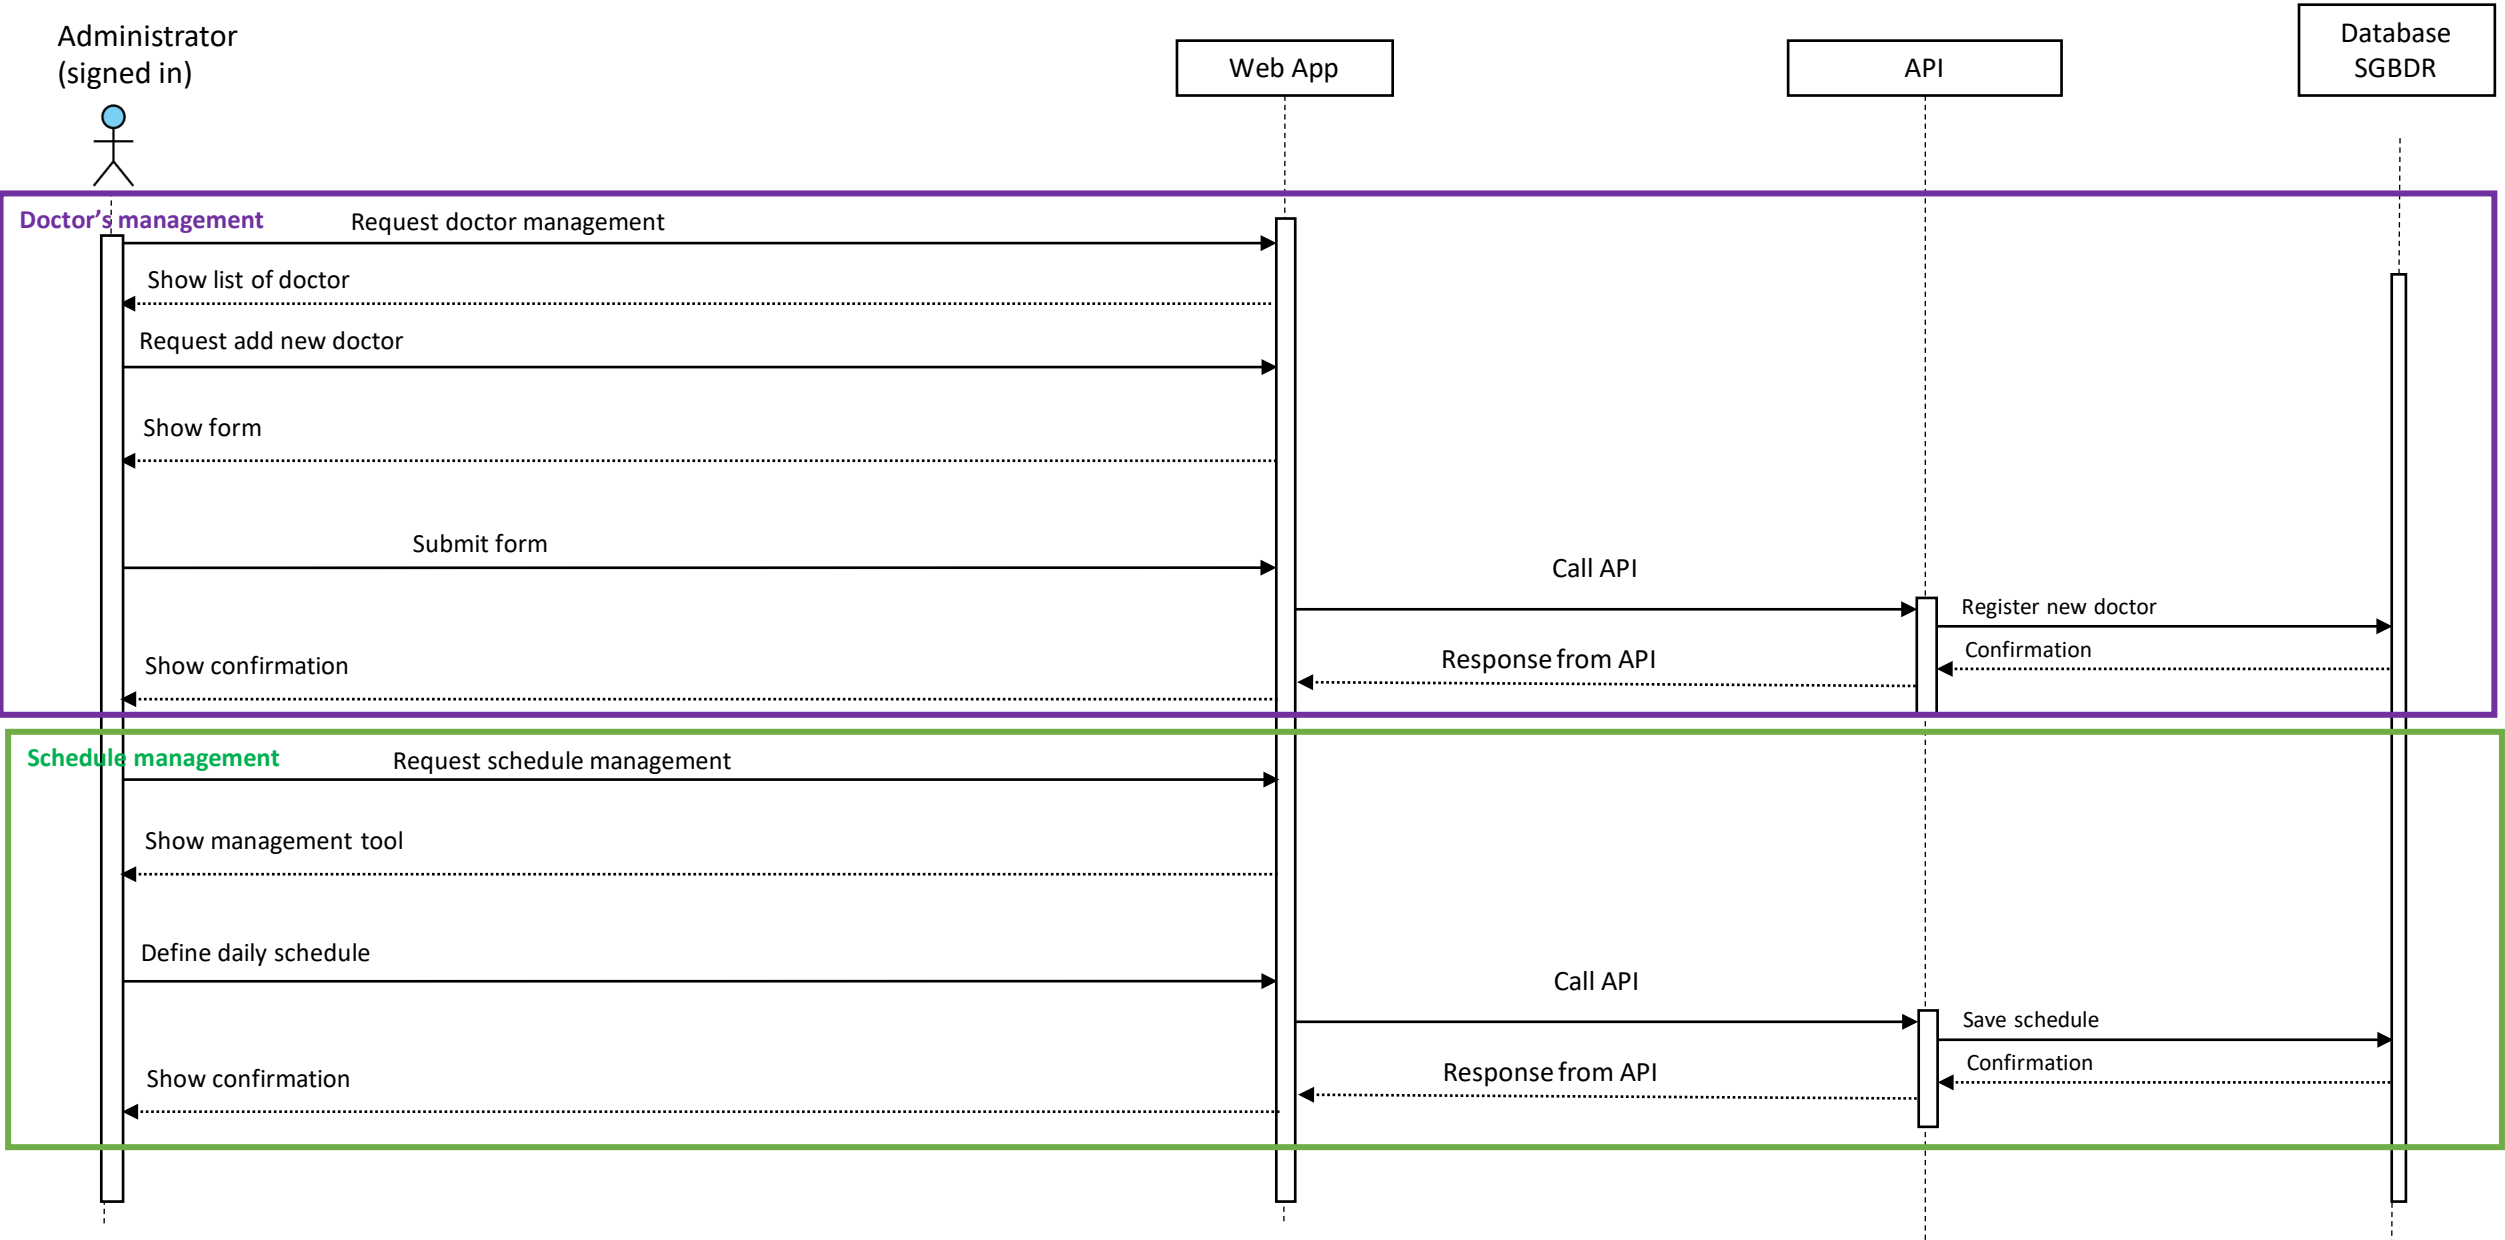 Administrator
(signed in)
Web App
API
Database
SGBDR
Doctor's management
Request doctor management
Show list of doctor
Request add new doctor
Show form
Submit form
Call API
Register new doctor
Confirmation
Response from API
Show confirmation
Schedule management
Request schedule management
Show management tool
Define daily schedule
Call API
Save schedule
Confirmation
Response from API
Show confirmation